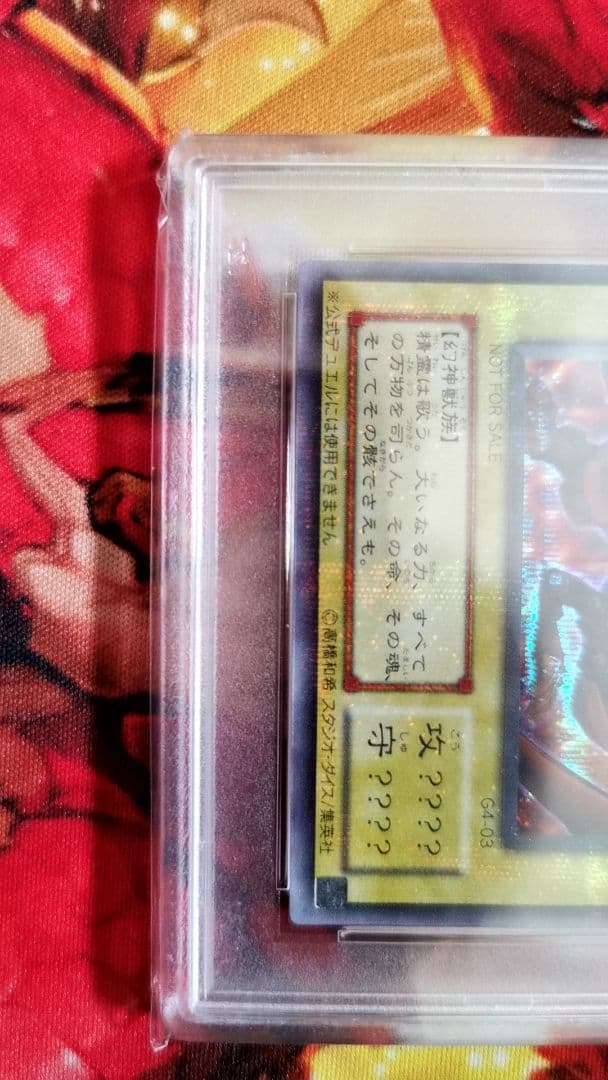 NOT FOR SALE
G4-03
【幻神獣族】
精霊は歌う。大いなる力、すべて
の万物を司らん。その命、その魂、
そしてその骸でさえも。
攻????
守????
※公式デュエルには使用できません
©高橋和希 スタジオ・ダイス/集英社